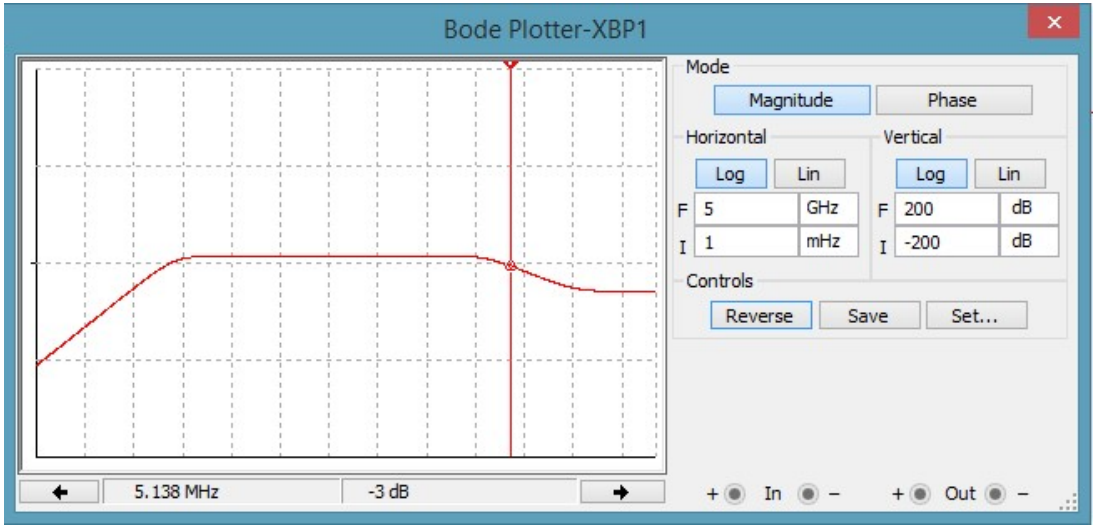 Bode Plotter-XBP1
Mode
Magnitude Phase
Horizontal Vertical
Log Lin Log Lin
F 5 GHz F 200 dB
I 1 mHz I -200 dB
Controls
Reverse Save Set...
5.138 MHz -3 dB
+ In - + Out -